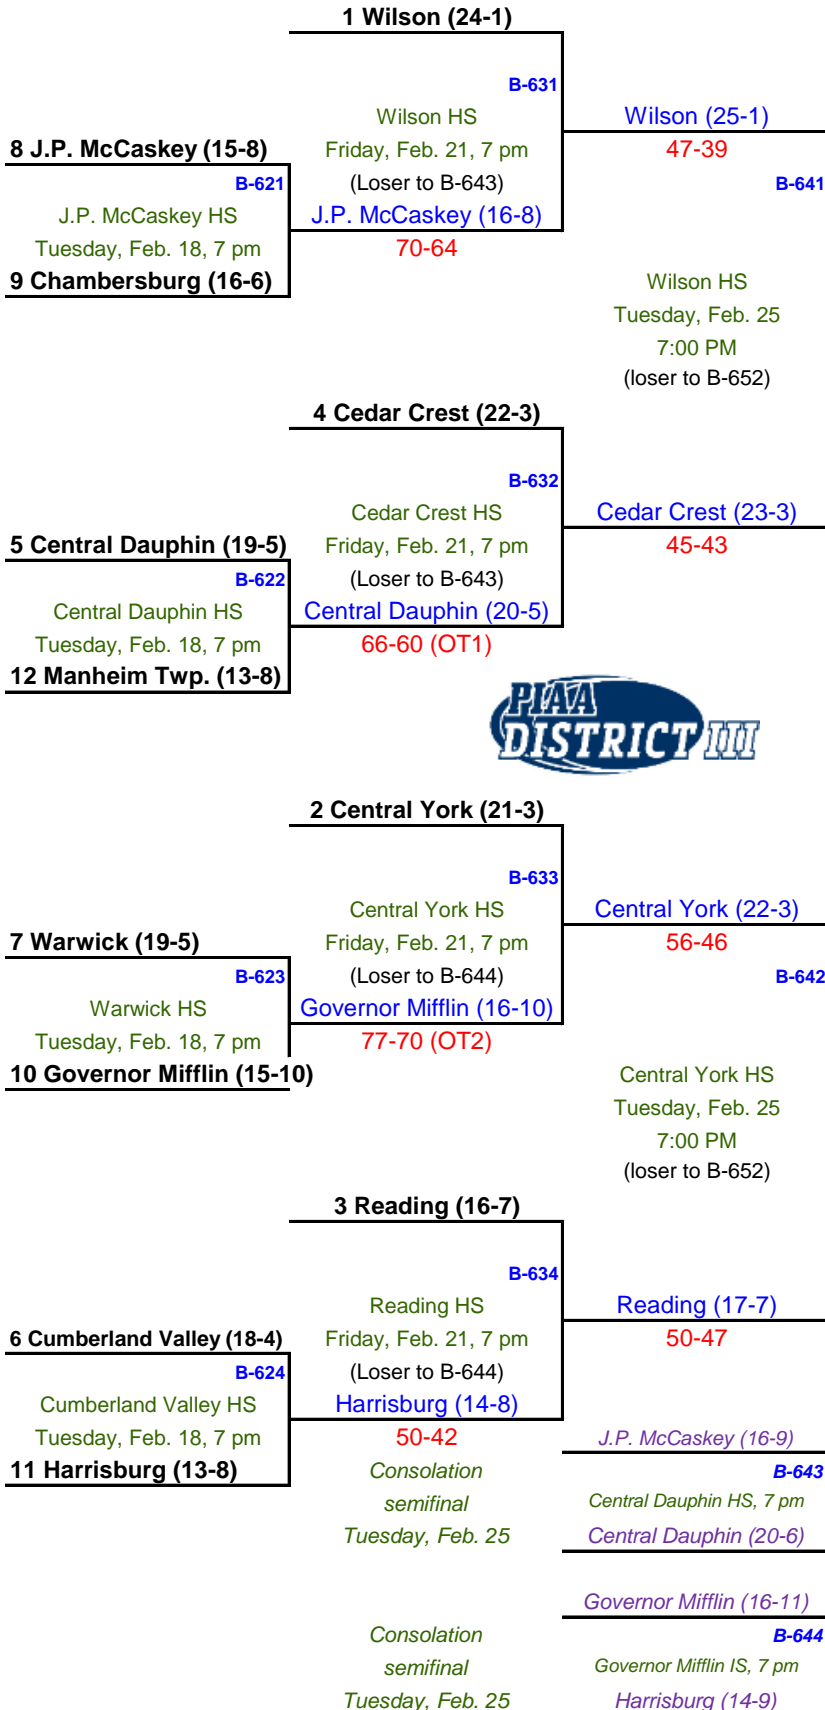 1 Wilson (24-1)
B-631
Wilson HS
Wilson (25-1)
8 J.P. McCaskey (15-8)
Friday, Feb. 21, 7 pm
47-39
B-621
(Loser to B-643)
B-641
J.P. McCaskey HS
J.P. McCaskey (16-8)
Tuesday, Feb. 18, 7 pm
70-64
9 Chambersburg (16-6)
Wilson HS
Tuesday, Feb. 25
7:00 PM
(loser to B-652)
4 Cedar Crest (22-3)
B-632
Cedar Crest HS
Cedar Crest (23-3)
5 Central Dauphin (19-5)
Friday, Feb. 21, 7 pm
45-43
B-622
(Loser to B-643)
Central Dauphin HS
Central Dauphin (20-5)
Tuesday, Feb. 18, 7 pm
66-60 (OT1)
12 Manheim Twp. (13-8)
PIAA
DISTRICT III
2 Central York (21-3)
B-633
Central York HS
Central York (22-3)
7 Warwick (19-5)
Friday, Feb. 21, 7 pm
56-46
B-623
(Loser to B-644)
B-642
Warwick HS
Governor Mifflin (16-10)
Tuesday, Feb. 18, 7 pm
77-70 (OT2)
10 Governor Mifflin (15-10)
Central York HS
Tuesday, Feb. 25
7:00 PM
(loser to B-652)
3 Reading (16-7)
B-634
Reading HS
Reading (17-7)
6 Cumberland Valley (18-4)
Friday, Feb. 21, 7 pm
50-47
B-624
(Loser to B-644)
Cumberland Valley HS
Harrisburg (14-8)
Tuesday, Feb. 18, 7 pm
50-42
J.P. McCaskey (16-9)
11 Harrisburg (13-8)
Consolation
B-643
semifinal
Central Dauphin HS, 7 pm
Tuesday, Feb. 25
Central Dauphin (20-6)
Governor Mifflin (16-11)
Consolation
B-644
semifinal
Governor Mifflin IS, 7 pm
Tuesday, Feb. 25
Harrisburg (14-9)